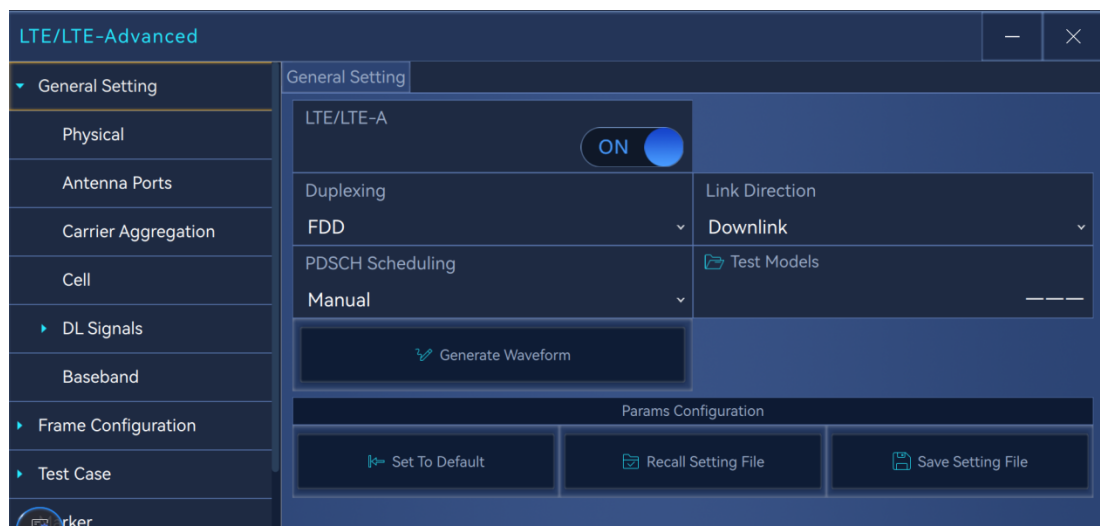 LTE/LTE-Advanced
General Setting
Physical
Antenna Ports
Carrier Aggregation
Cell
DL Signals
Baseband
Frame Configuration
Test Case
General Setting
LTE/LTE-A
ON
Duplexing
FDD
Link Direction
Downlink
PDSCH Scheduling
Manual
Test Models
———
Generate Waveform
Params Configuration
Set To Default
Recall Setting File
Save Setting File